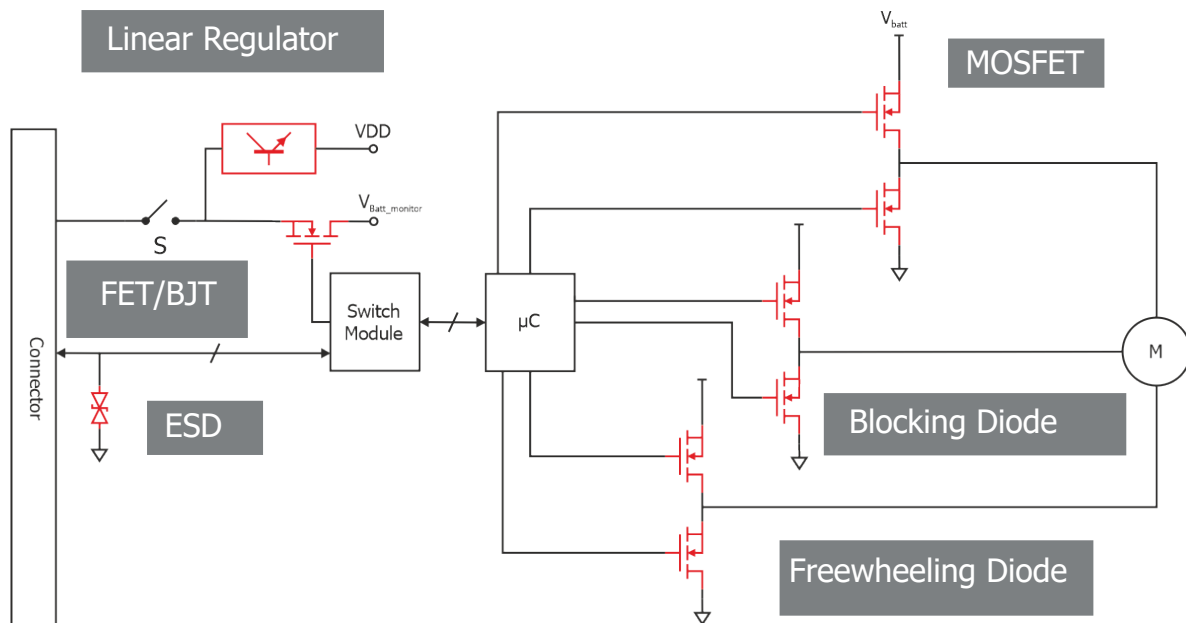 Linear Regulator
V_batt
MOSFET
VDD
V_Batt_monitor
S
FET/BJT
Switch
Module
µC
M
Connector
ESD
Blocking Diode
Freewheeling Diode